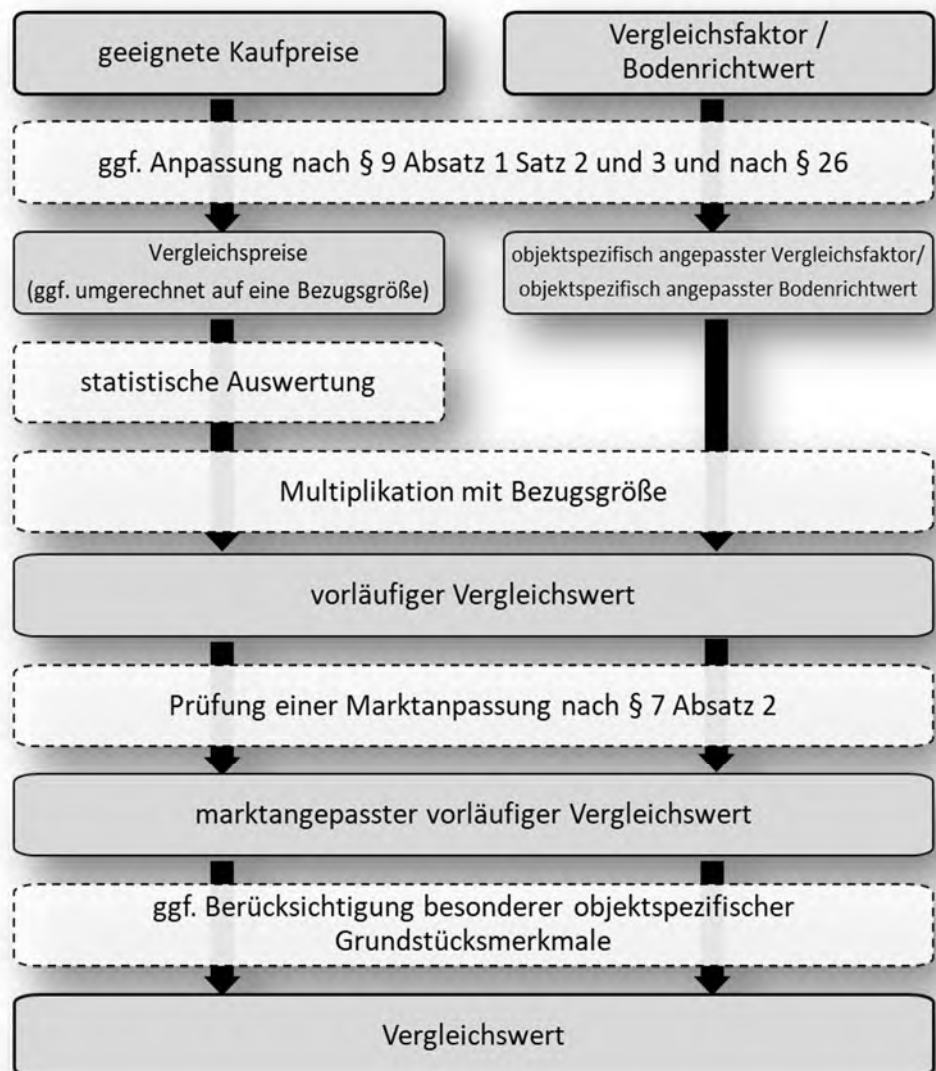 geeignete Kaufpreise
Vergleichsfaktor /
Bodenrichtwert
ggf. Anpassung nach § 9 Absatz 1 Satz 2 und 3 und nach § 26
Vergleichspreise
(ggf. umgerechnet auf eine Bezugsgröße)
objektspezifisch angepasster Vergleichsfaktor/
objektspezifisch angepasster Bodenrichtwert
statistische Auswertung
Multiplikation mit Bezugsgröße
vorläufiger Vergleichswert
Prüfung einer Marktanpassung nach § 7 Absatz 2
marktangepasster vorläufiger Vergleichswert
ggf. Berücksichtigung besonderer objektspezifischer
Grundstücksmerkmale
Vergleichswert